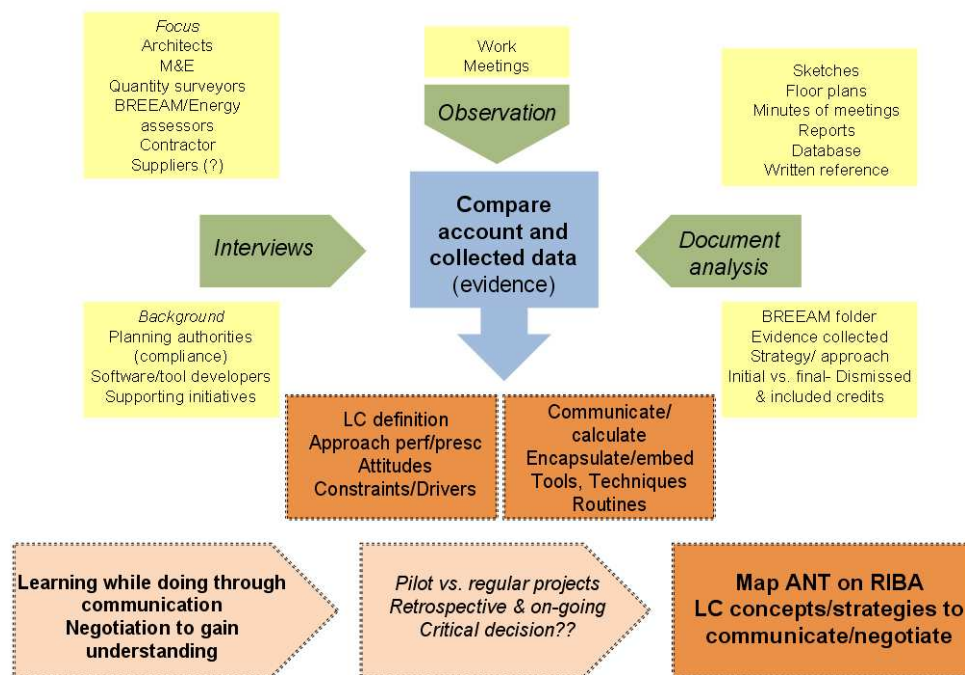 Focus
Architects
M&E
Quantity surveyors
BREEAM/Energy
assessors
Contractor
Suppliers (?)
Work
Meetings
Observation
Sketches
Floor plans
Minutes of meetings
Reports
Database
Written reference
Interviews
Compare
account and
collected data
(evidence)
Document
analysis
Background
Planning authorities
(compliance)
Software/tool developers
Supporting initiatives
BREEAM folder
Evidence collected
Strategy/ approach
Initial vs. final- Dismissed
& included credits
LC definition
Approach perf/presc
Attitudes
Constraints/Drivers
Communicate/
calculate
Encapsulate/embed
Tools, Techniques
Routines
Learning while doing through
communication
Negotiation to gain
understanding
Pilot vs. regular projects
Retrospective & on-going
Critical decision??
Map ANT on RIBA
LC concepts/strategies to
communicate/negotiate